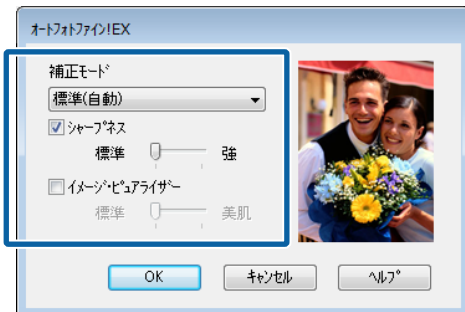 オートフォトファイン!EX
補正モード
標準(自動)
シャープネス
標準 強
イメージ・ピュアライザー
標準 美肌
OK キャンセル ヘルプ